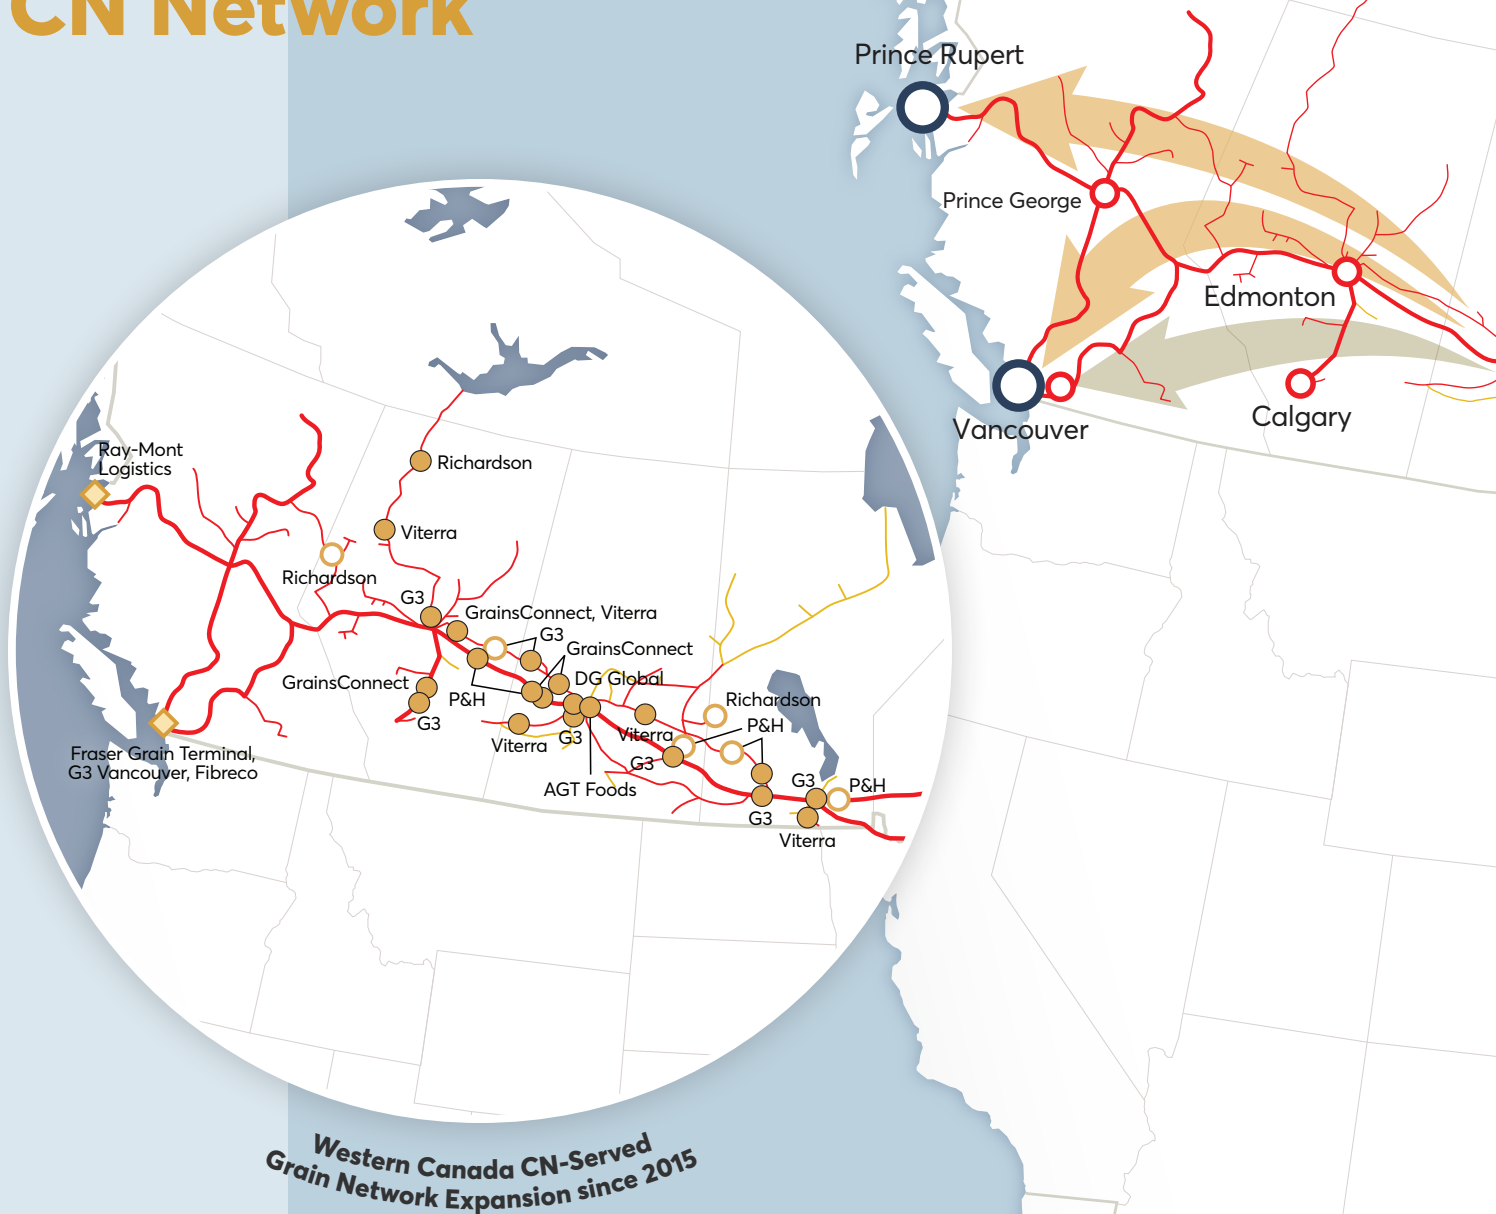 CN Network
Prince Rupert
Prince George
Edmonton
Calgary
Vancouver
Ray-Mont
Logistics
Richardson
Viterra
Richardson
G3
GrainsConnect, Viterra
G3
GrainsConnect
DG Global
GrainsConnect
P&H
G3
Viterra
G3
AGT Foods
Viterra
G3
Richardson
P&H
G3
P&H
G3
Viterra
Fraser Grain Terminal,
G3 Vancouver, Fibreco
Western Canada CN-Served
Grain Network Expansion since 2015